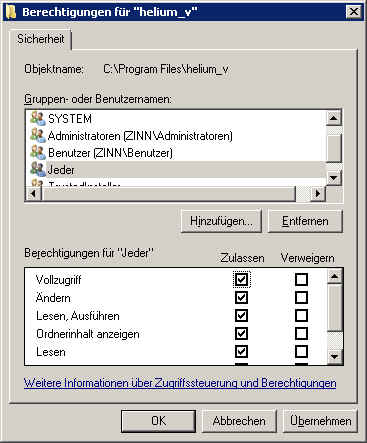 Berechtigungen für "helium_v"
Sicherheit
Objektname: C:\Program Files\helium_v
Gruppen- oder Benutzernamen:
SYSTEM
Administratoren (ZINN\Administratoren)
Benutzer (ZINN\Benutzer)
Jeder
TrustedInstaller
Hinzufügen... Entfernen
Berechtigungen für "Jeder" Zulassen Verweigern
Vollzugriff
Ändern
Lesen, Ausführen
Ordnerinhalt anzeigen
Lesen
Weitere Informationen über Zugriffssteuerung und Berechtigungen
OK Abbrechen Übernehmen